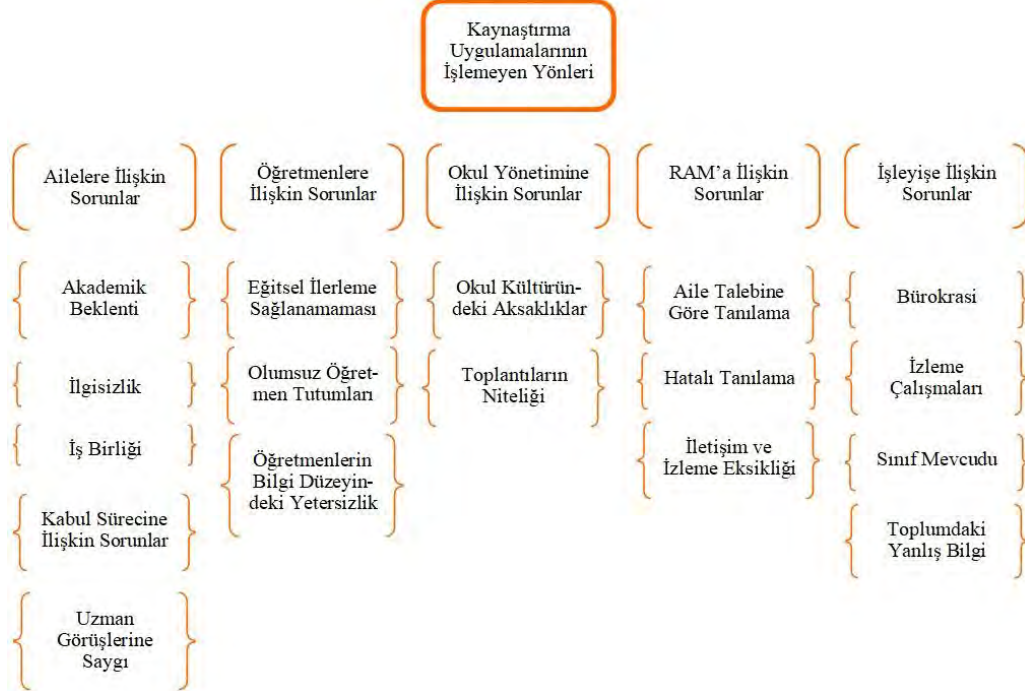 Kaynaştırma
Uygulamalarının
İşlemeyen Yönleri
Ailelere İlişkin
Sorunlar
Akademik
Beklenti
İlgisizlik
İş Birliği
Kabul Sürecine
İlişkin Sorunlar
Uzman
Görüşlerine
Saygı
Öğretmenlere
İlişkin Sorunlar
Eğitsel İlerleme
Sağlanamaması
Olumsuz Öğret-
men Tutumları
Öğretmenlerin
Bilgi Düzeyin-
deki Yetersizlik
Okul Yönetimine
İlişkin Sorunlar
Okul Kültürün-
deki Aksaklıklar
Toplantıların
Niteliği
RAM’a İlişkin
Sorunlar
Aile Talebine
Göre Tanılama
Hatalı Tanılama
İletişim ve
İzleme Eksikliği
İşleyişe İlişkin
Sorunlar
Bürokrasi
İzleme
Çalışmaları
Sınıf Mevcudu
Toplumdaki
Yanlış Bilgi